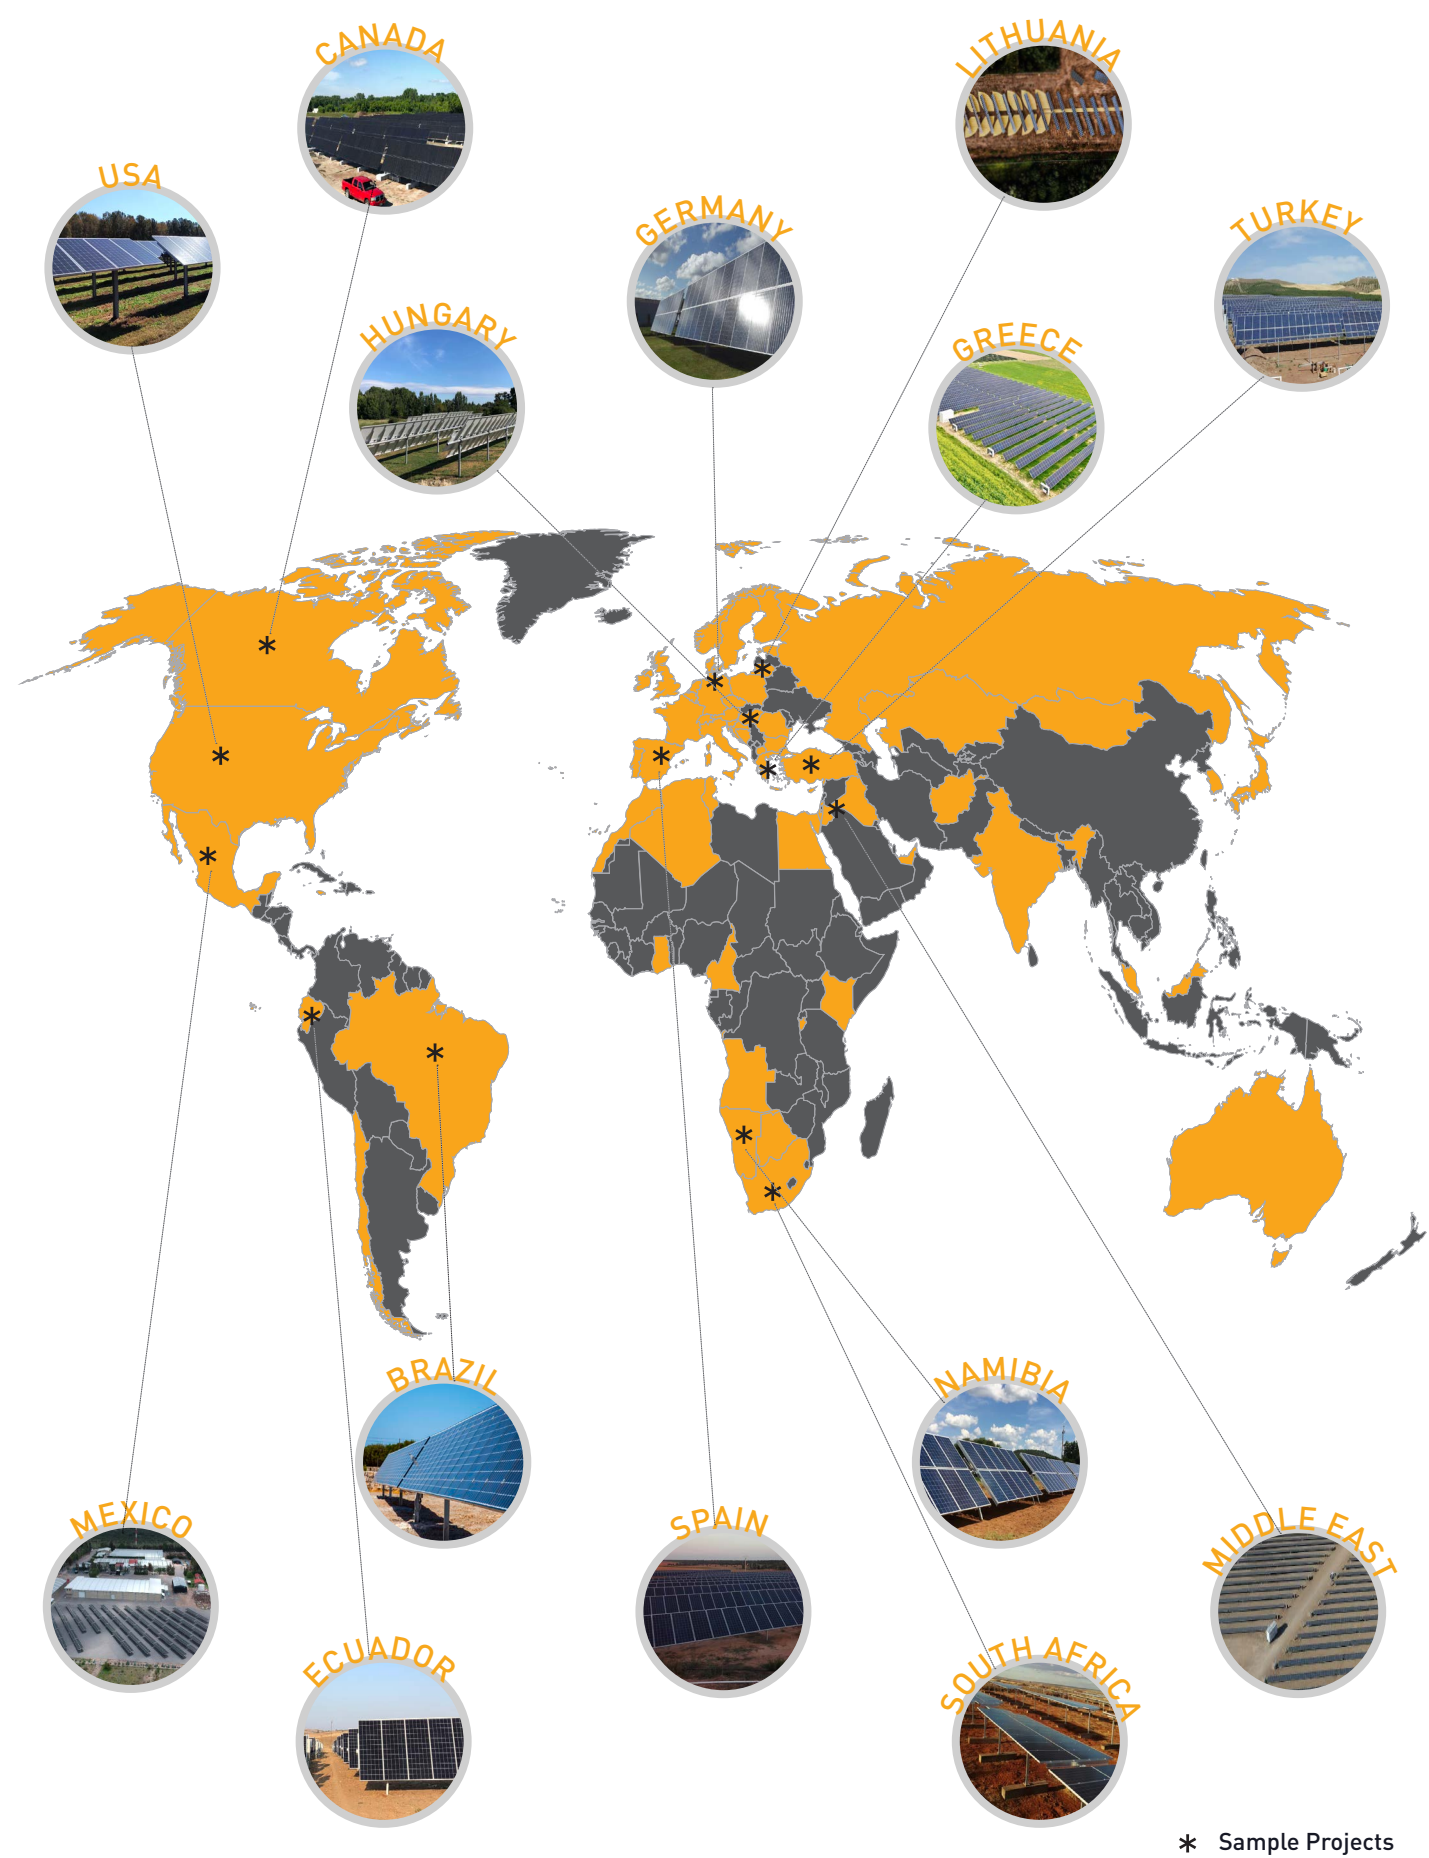 CANADA
LITHUANIA
USA
GERMANY
TURKEY
HUNGARY
GREECE
BRAZIL
NAMIBIA
MEXICO
SPAIN
MIDDLE EAST
ECUADOR
SOUTH AFRICA
* Sample Projects